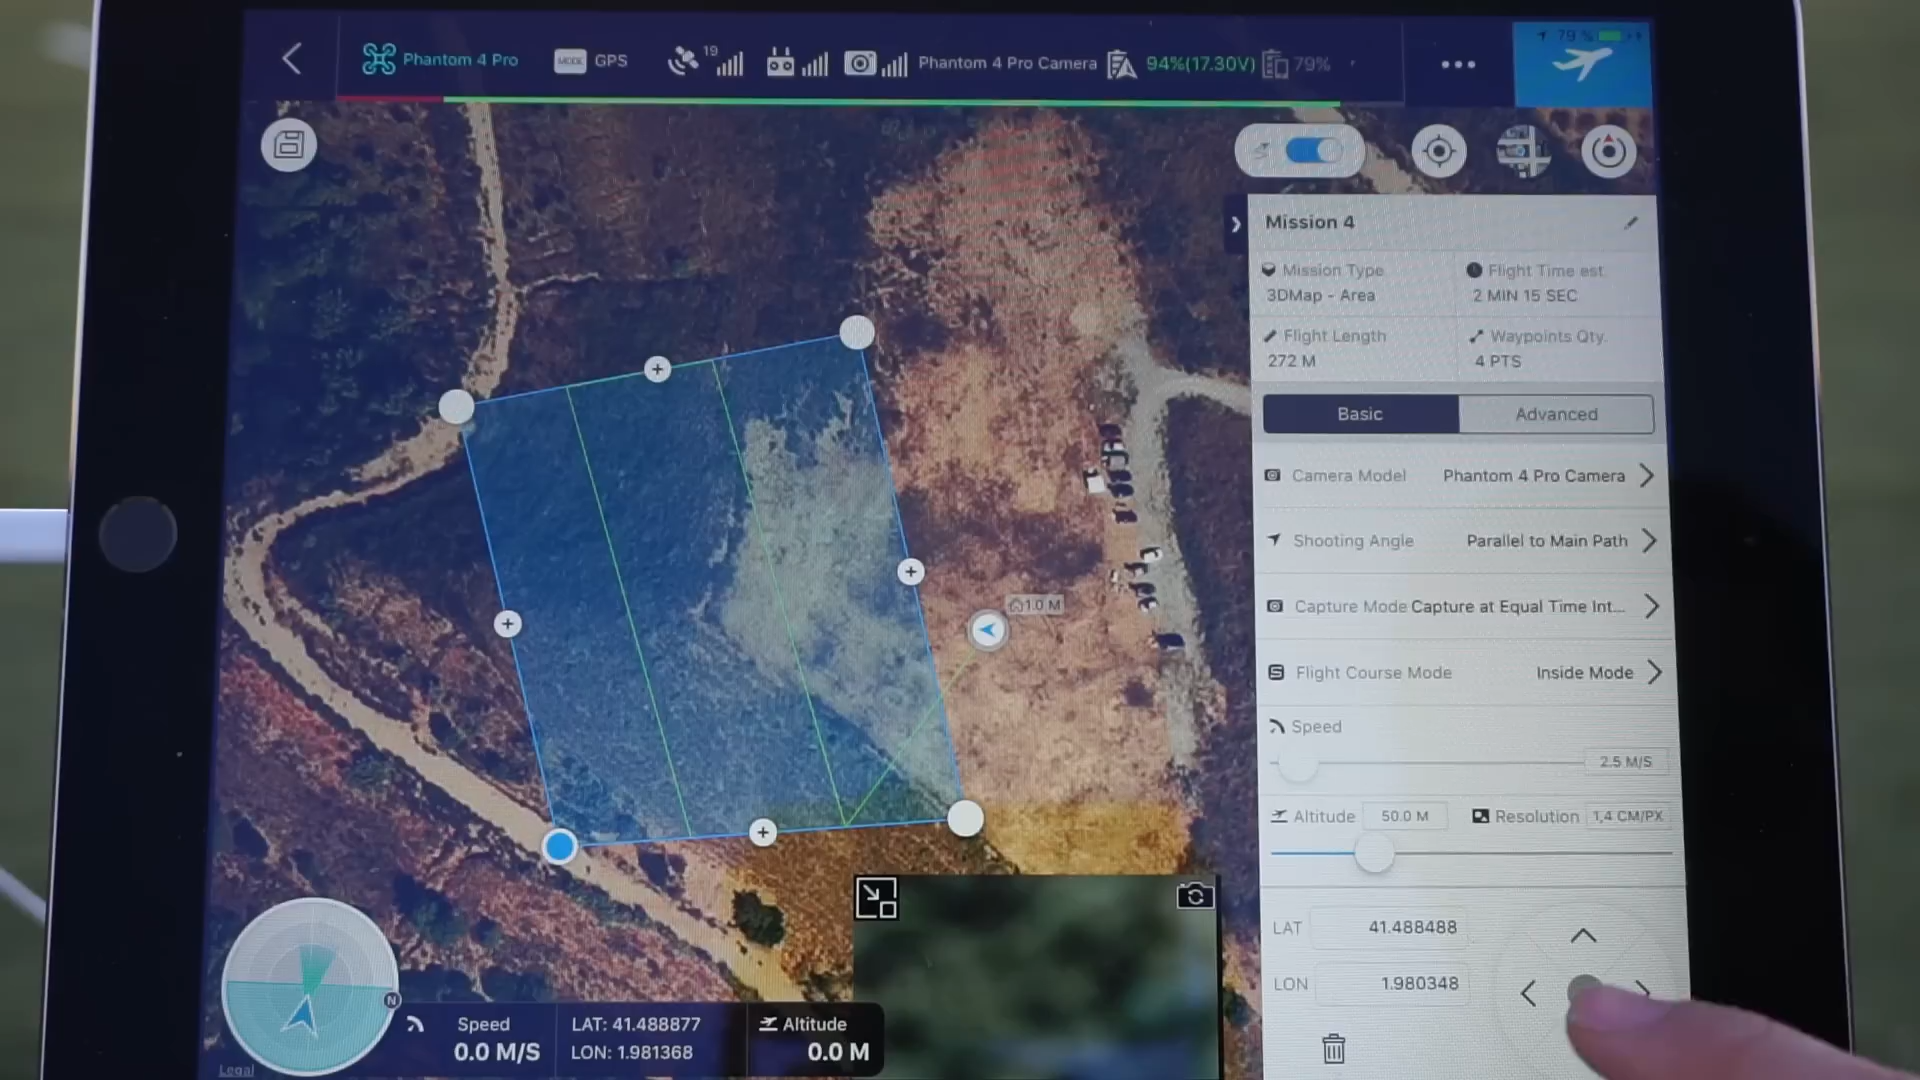 Phantom 4 Pro
MODE GPS
19
Phantom 4 Pro Camera
94%(17.30V)
79%
79 %
Mission 4
Mission Type
3DMap - Area
Flight Time est.
2 MIN 15 SEC
Flight Length
272 M
Waypoints Qty.
4 PTS
Basic
Advanced
Camera Model Phantom 4 Pro Camera
Shooting Angle Parallel to Main Path
Capture Mode Capture at Equal Time Int...
Flight Course Mode Inside Mode
Speed
2.5 M/S
Altitude 50.0 M Resolution 1,4 CM/PX
LAT 41.488488
LON 1.980348
1.0 M
N
Speed
0.0 M/S
LAT: 41.488877
LON: 1.981368
Altitude
0.0 M
Legal